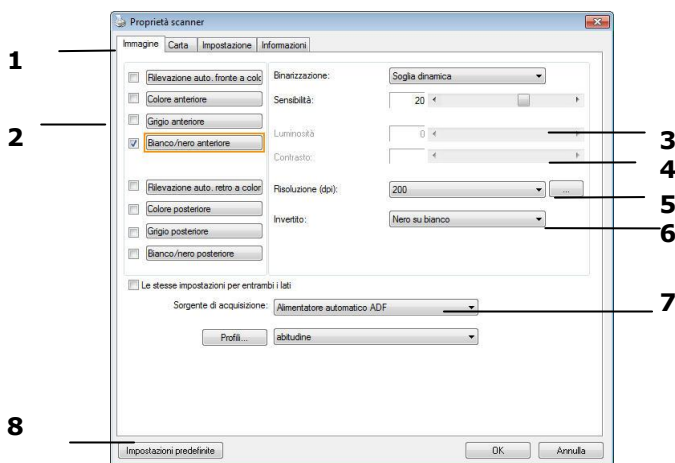 Proprietà scanner
Immagine Carta Impostazione Informazioni
1
Rilevazione auto. fronte a colo
Binarizzazione: Soglia dinamica
Colore anteriore
Sensibilità: 20
Grigio anteriore
2
Bianco/nero anteriore
Luminosità 0
3
Contrasto:
4
Rilevazione auto. retro a color
Risoluzione (dpi): 200 ...
5
Colore posteriore
Invertito: Nero su bianco
6
Grigio posteriore
Bianco/nero posteriore
Le stesse impostazioni per entrambi i lati
Sorgente di acquisizione: Alimentatore automatico ADF
7
Profili... abitudine
8
Impostazioni predefinite OK Annulla